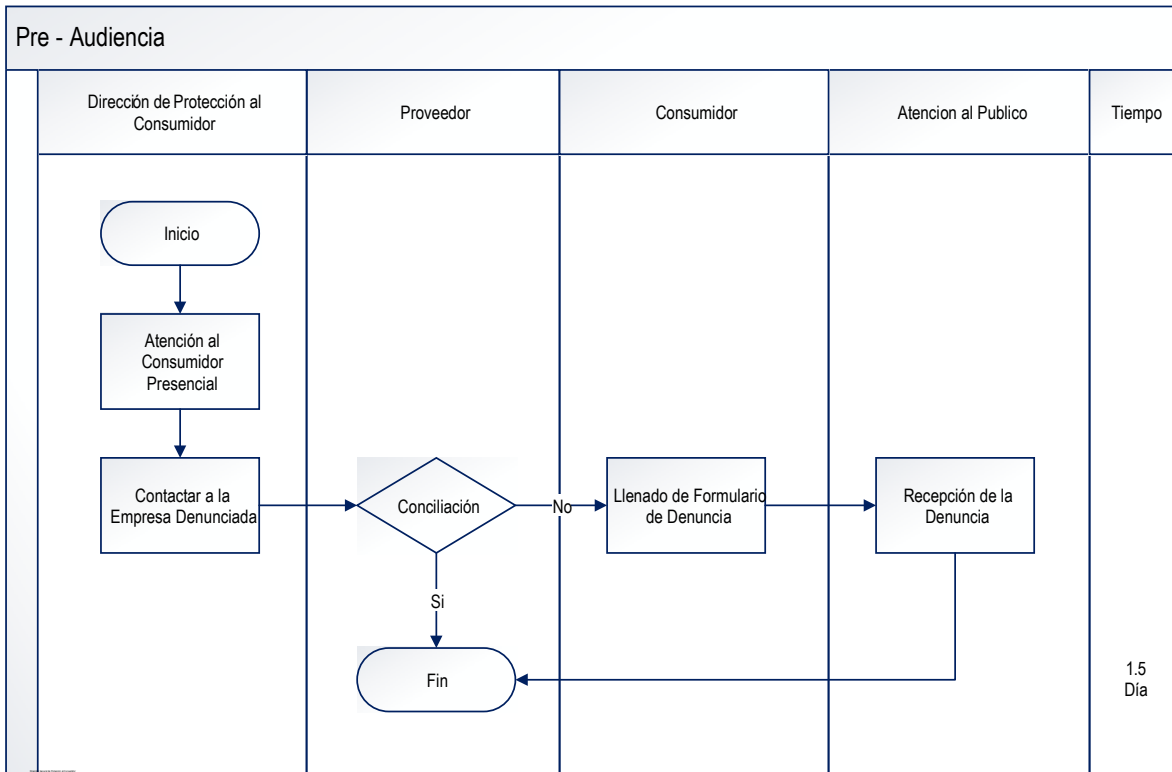 Pre - Audiencia
Dirección de Protección al
Consumidor
Proveedor
Consumidor
Atencion al Publico
Tiempo
Inicio
Atención al
Consumidor
Presencial
Contactar a la
Empresa Denunciada
Conciliación
No
Llenado de Formulario
de Denuncia
Recepción de la
Denuncia
Si
Fin
1.5
Día